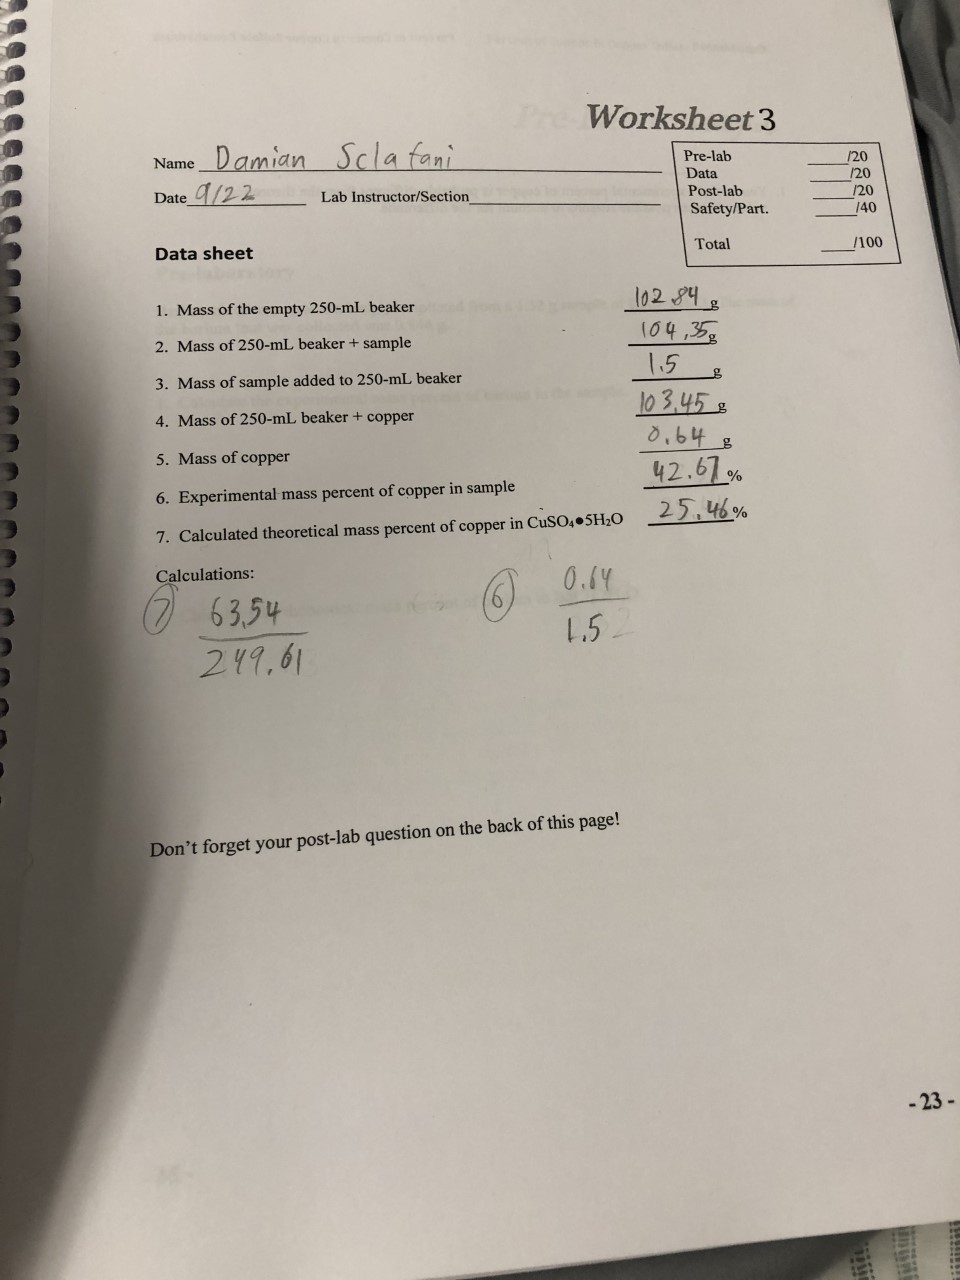 Worksheet 3
Name Damian Sclafani
Date 9/22 Lab Instructor/Section
Pre-lab /20
Data /20
Post-lab /20
Safety/Part. /40
Total /100
Data sheet
1. Mass of the empty 250-mL beaker 102.84 g
2. Mass of 250-mL beaker + sample 104,35 g
3. Mass of sample added to 250-mL beaker 1.5 g
4. Mass of 250-mL beaker + copper 103,45 g
5. Mass of copper 0.64 g
6. Experimental mass percent of copper in sample 42.67 %
7. Calculated theoretical mass percent of copper in CuSO₄●5H₂O 25.46 %
Calculations:
7 63,54
249.61
6 0.64
1.5
Don't forget your post-lab question on the back of this page!
- 23 -